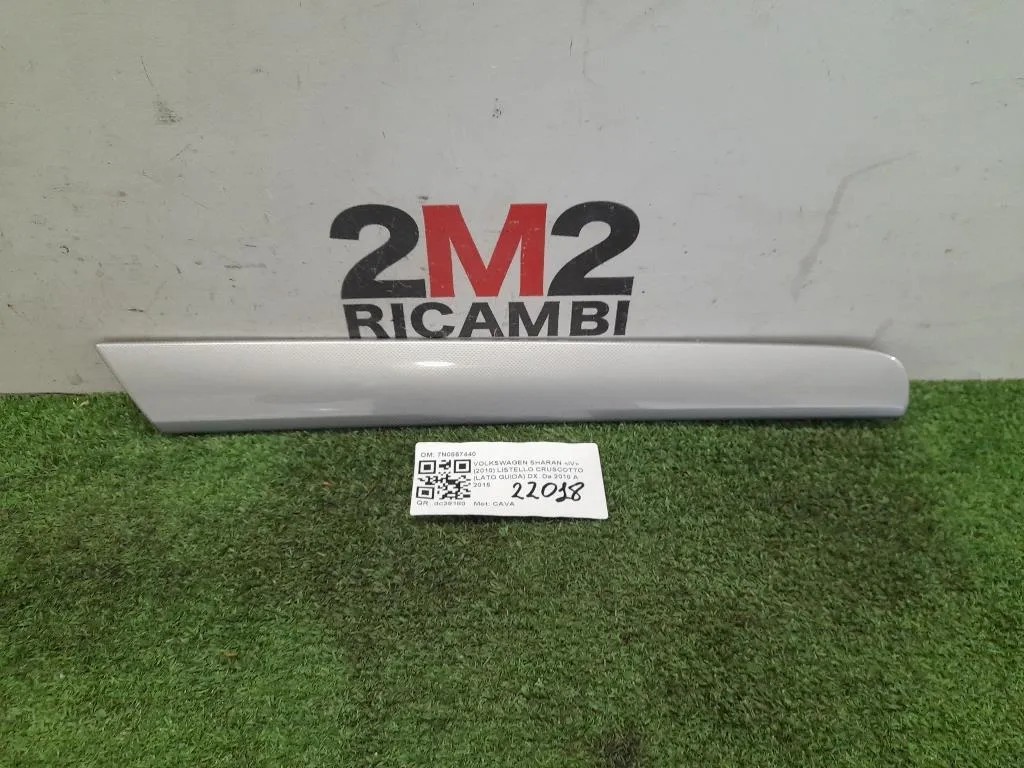 2M2
RICAMBI
OM: 7N0867440
VOLKSWAGEN SHARAN <IV>
(2010) LISTELLO CRUSCOTTO
(LATO GUIDA) DX. Da 2010 A
2015
22018
QR: dc39160 Mot: CAVA